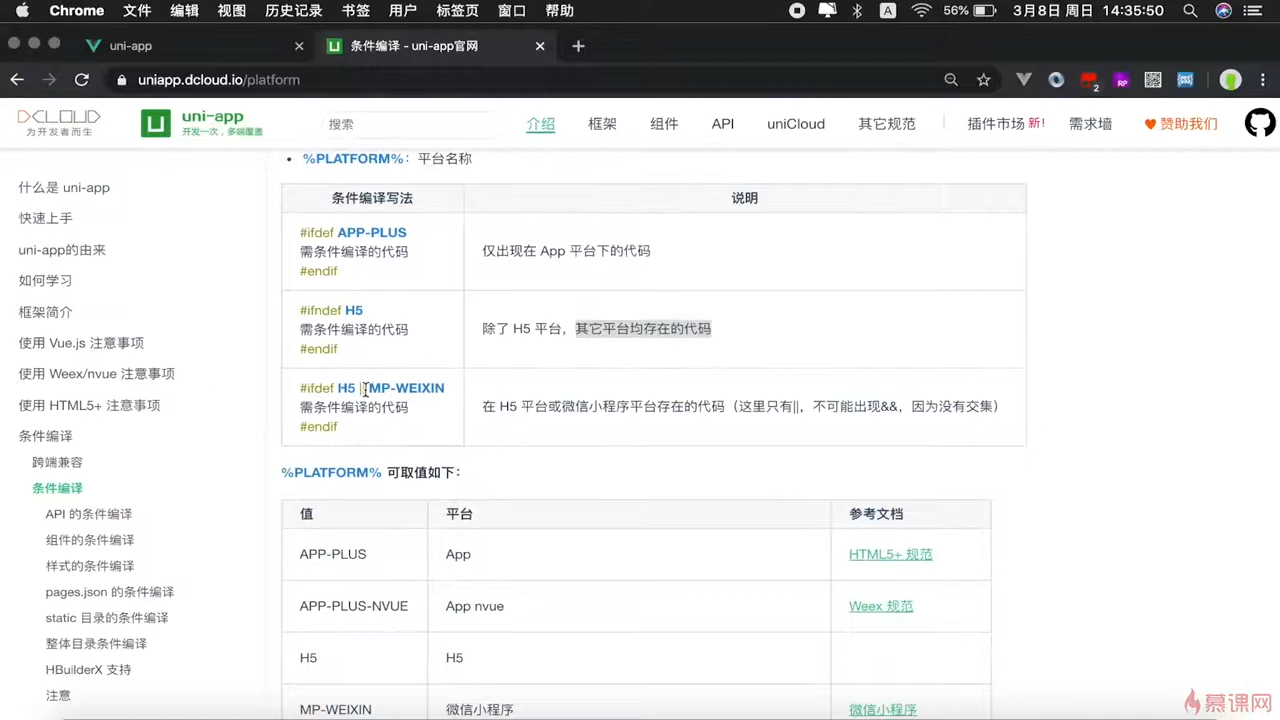 Chrome 文件 编辑 视图 历史记录 书签 用户 标签页 窗口 帮助 56% 3月8日 周日 14:35:50
uni-app
条件编译 - uni-app官网
uniapp.dcloud.io/platform
DCLOUD
为开发者而生
uni-app
开发一次，多端覆盖
搜索
介绍 框架 组件 API uniCloud 其它规范 插件市场 新! 需求墙 赞助我们
什么是 uni-app
快速上手
uni-app的由来
如何学习
框架简介
使用 Vue.js 注意事项
使用 Weex/nvue 注意事项
使用 HTML5+ 注意事项
条件编译
跨端兼容
条件编译
API 的条件编译
组件的条件编译
样式的条件编译
pages.json 的条件编译
static 目录的条件编译
整体目录条件编译
HBuilderX 支持
注意
• %PLATFORM%：平台名称
条件编译写法 说明
#ifdef APP-PLUS
需条件编译的代码
#endif
仅出现在 App 平台下的代码
#ifndef H5
需条件编译的代码
#endif
除了 H5 平台，其它平台均存在的代码
#ifdef H5 || MP-WEIXIN
需条件编译的代码
#endif
在 H5 平台或微信小程序平台存在的代码（这里只有||，不可能出现&&，因为没有交集）
%PLATFORM% 可取值如下：
值 平台 参考文档
APP-PLUS App HTML5+ 规范
APP-PLUS-NVUE App nvue Weex 规范
H5 H5
MP-WEIXIN 微信小程序 微信小程序
慕课网